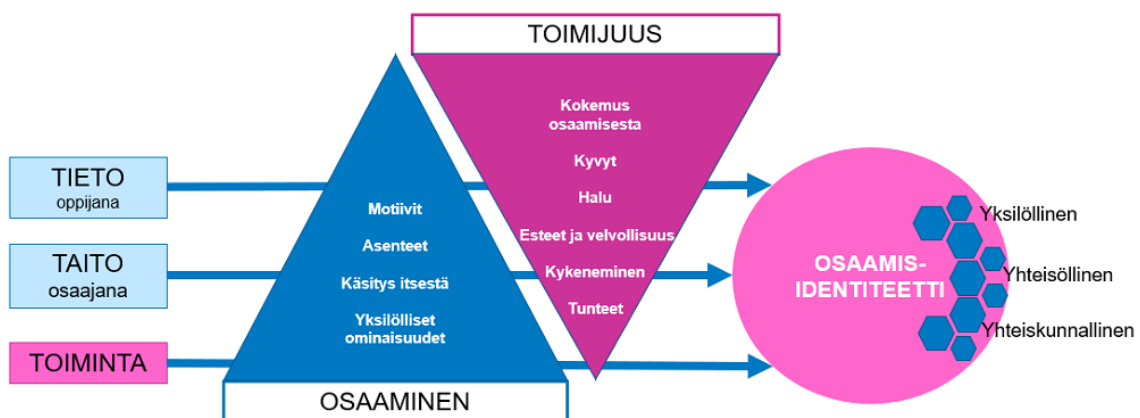 TOIMIJUUS
Kokemus
osaamisesta
Kyvyt
Halu
Esteet ja velvollisuus
Kykeneminen
Tunteet
TIETO
oppijana
TAITO
osaajana
TOIMINTA
Motiivit
Asenteet
Käsitys itsestä
Yksilölliset
ominaisuudet
OSAAMINEN
OSAAMIS-
IDENTITEETTI
Yksilöllinen
Yhteisöllinen
Yhteiskunnallinen